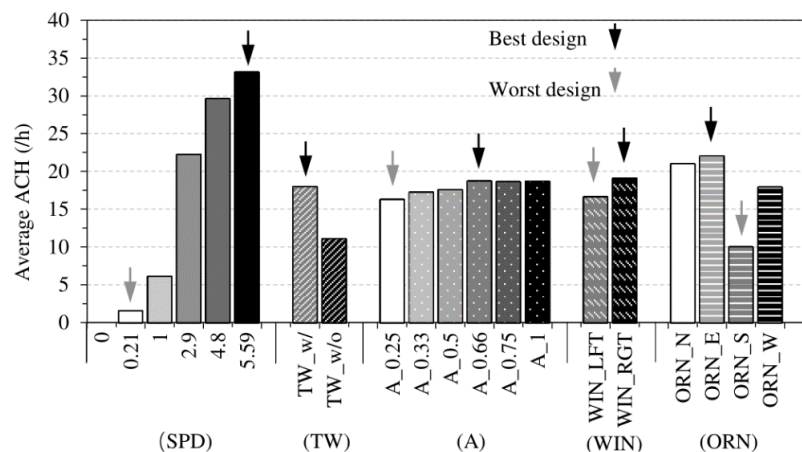 Average ACH (/h)
40
35
30
25
20
15
10
5
0
Best design
Worst design
0
0.21
1
2.9
4.8
5.59
TW_w/
TW_w/o
A_0.25
A_0.33
A_0.5
A_0.66
A_0.75
A_1
WIN_LFT
WIN_RGT
ORN_N
ORN_E
ORN_S
ORN_W
(SPD)
(TW)
(A)
(WIN)
(ORN)